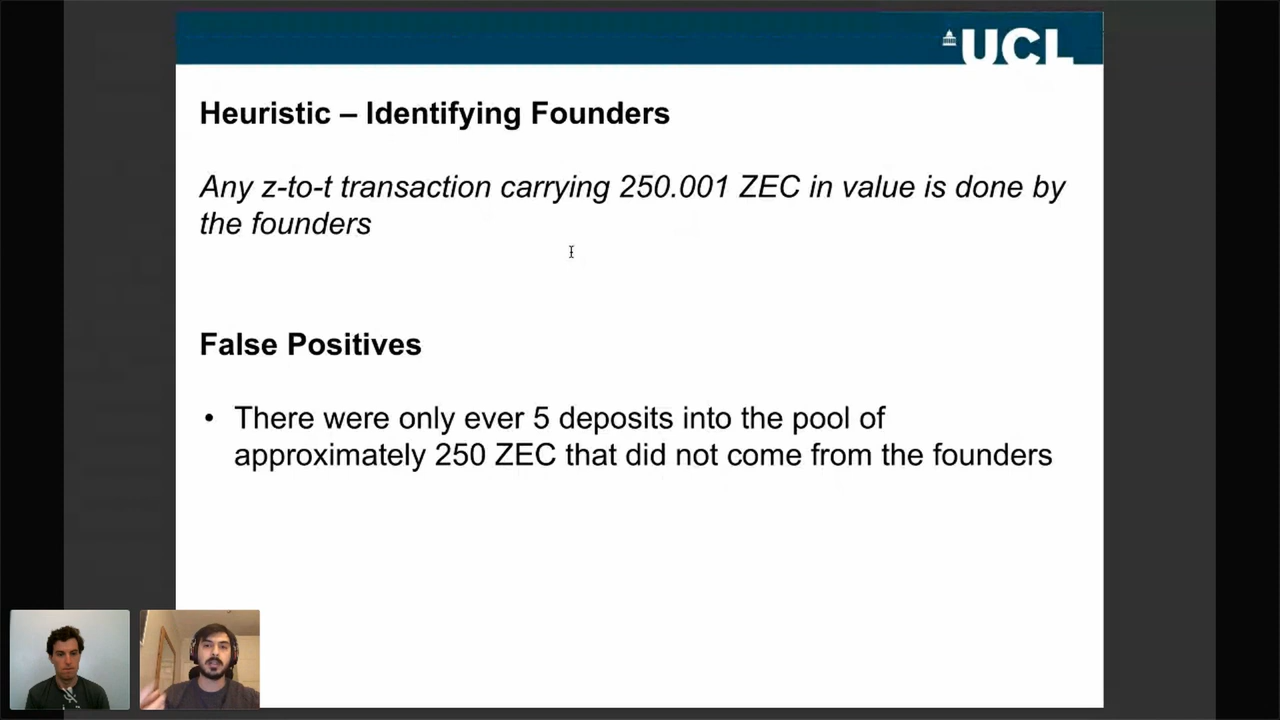 UCL
Heuristic – Identifying Founders
Any z-to-t transaction carrying 250.001 ZEC in value is done by
the founders
False Positives
• There were only ever 5 deposits into the pool of
approximately 250 ZEC that did not come from the founders